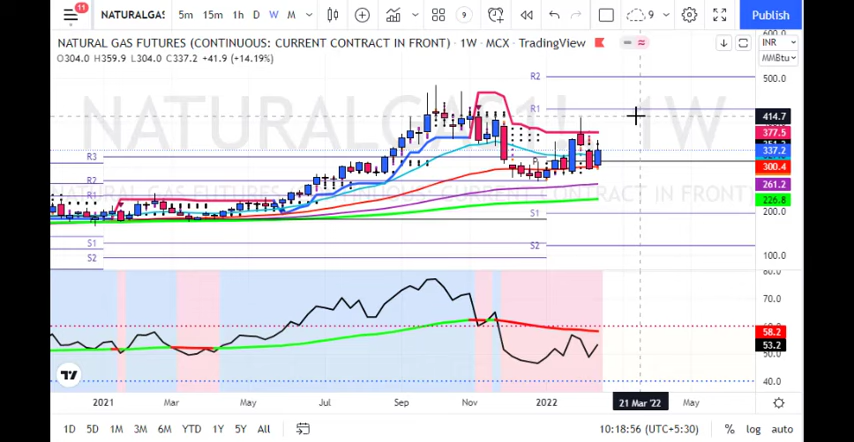 11
NATURALGAS 5m 15m 1h D W M 9 9 Publish
NATURAL GAS FUTURES (CONTINUOUS: CURRENT CONTRACT IN FRONT) · 1W · MCX · TradingView
INR
O304.0 H359.9 L304.0 C337.2 +41.9 (+14.19%)
MMBtu
R2
500.0
R1
414.7
377.5
337.2
R3
P
300.4
R2
261.2
R1
226.8
S1
200.0
S1
S2
S2
100.0
80.0
70.0
58.2
53.2
50.0
40.0
2021 Mar May Jul Sep Nov 2022 21 Mar '22 May
1D 5D 1M 3M 6M YTD 1Y 5Y All 10:18:56 (UTC+5:30) % log auto